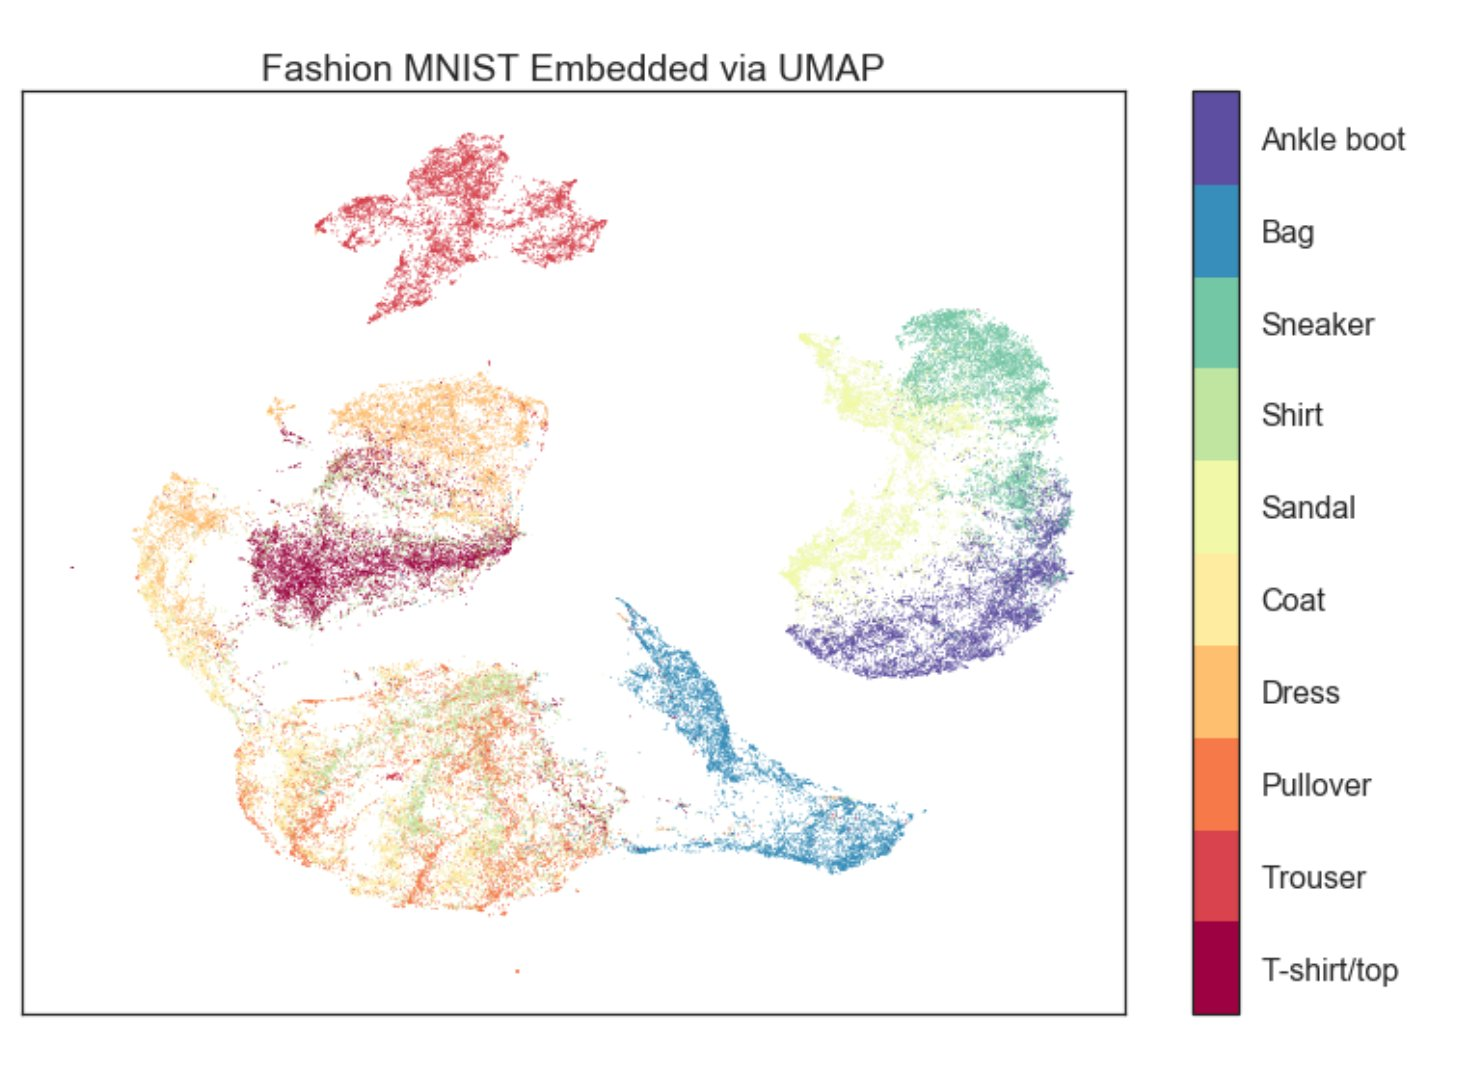 Fashion MNIST Embedded via UMAP
Ankle boot
Bag
Sneaker
Shirt
Sandal
Coat
Dress
Pullover
Trouser
T-shirt/top